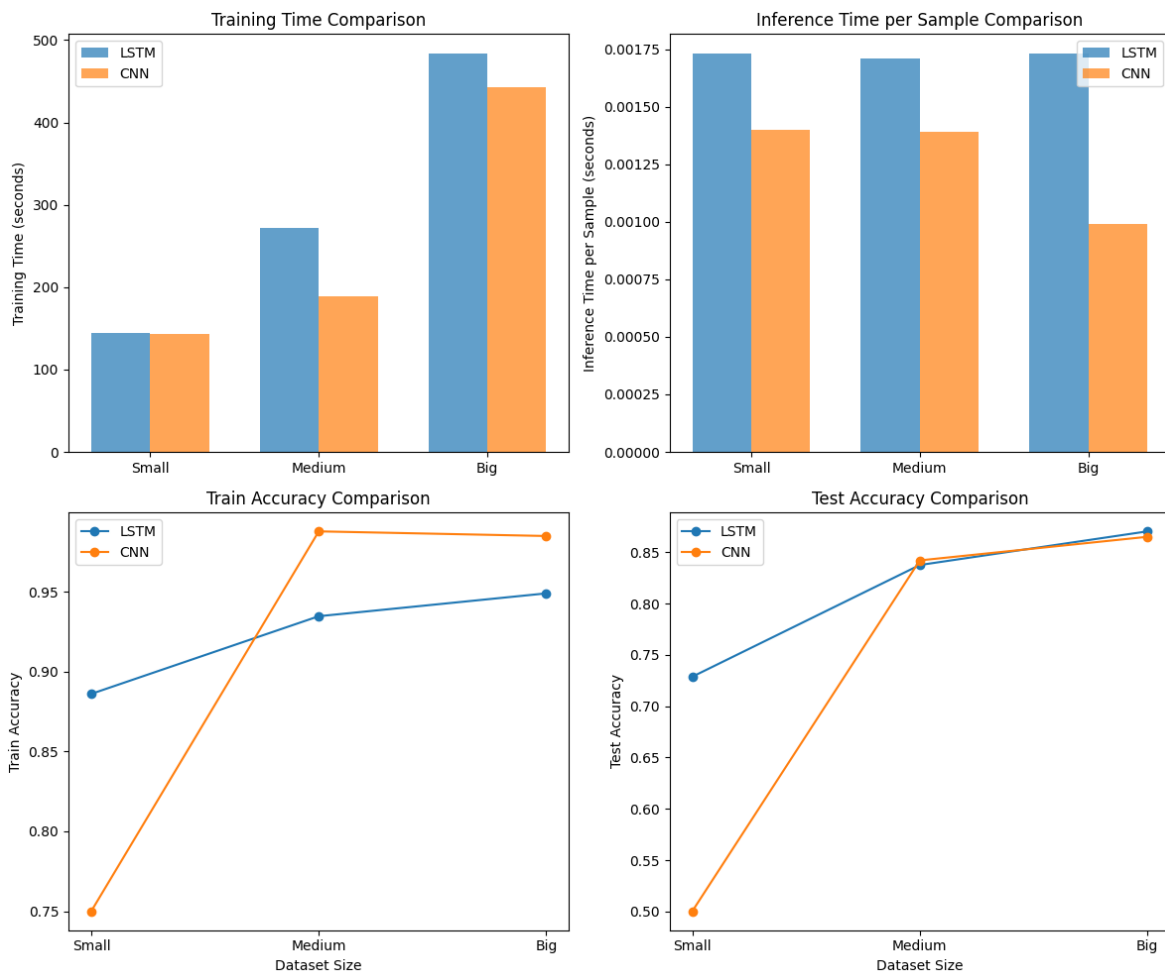 Training Time Comparison
LSTM
CNN
Training Time (seconds)
500
400
300
200
100
0
Small
Medium
Big
Inference Time per Sample Comparison
LSTM
CNN
Inference Time per Sample (seconds)
0.00175
0.00150
0.00125
0.00100
0.00075
0.00050
0.00025
0.00000
Small
Medium
Big
Train Accuracy Comparison
LSTM
CNN
Train Accuracy
0.95
0.90
0.85
0.80
0.75
Small
Medium
Big
Dataset Size
Test Accuracy Comparison
LSTM
CNN
Test Accuracy
0.85
0.80
0.75
0.70
0.65
0.60
0.55
0.50
Small
Medium
Big
Dataset Size